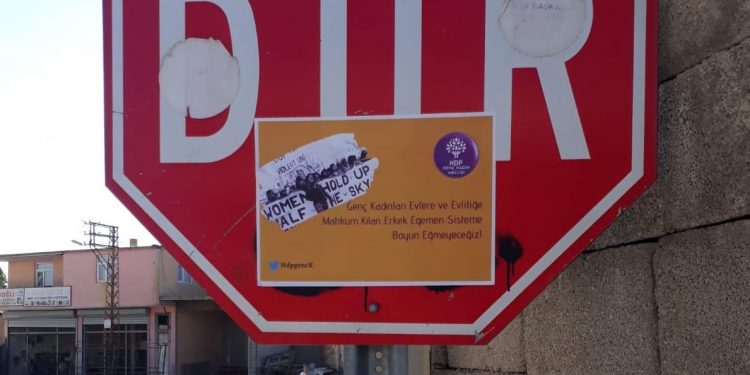 DUR
WOMEN HOLD UP
HALF THE SKY
HDP
GENÇ KADIN
MECLİSİ
Genç Kadınları Evlere ve Evliliğe
Mahkum Kılan Erkek Egemen Sisteme
Boyun Eğmeyeceğiz!
HdpgencK